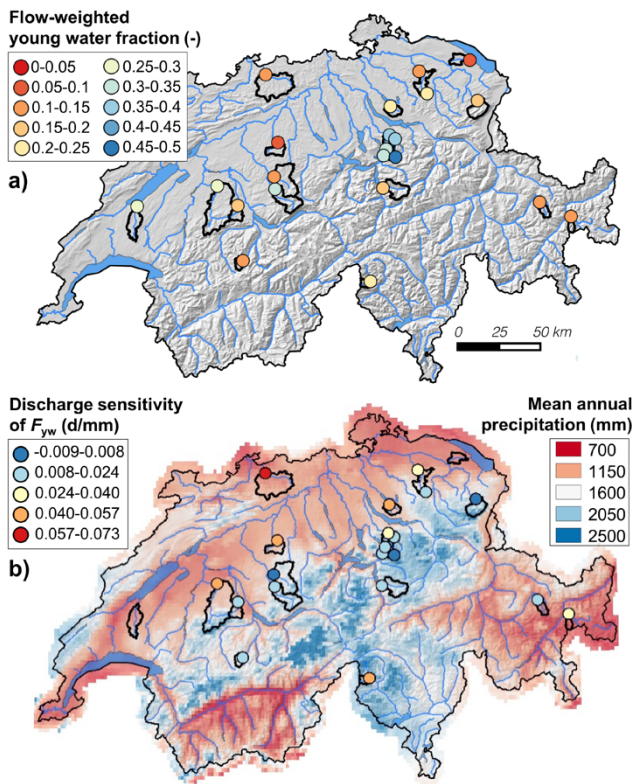 Flow-weighted
young water fraction (-)
0-0.05
0.05-0.1
0.1-0.15
0.15-0.2
0.2-0.25
0.25-0.3
0.3-0.35
0.35-0.4
0.4-0.45
0.45-0.5
a)
0 25 50 km
Discharge sensitivity
of Fyw (d/mm)
-0.009-0.008
0.008-0.024
0.024-0.040
0.040-0.057
0.057-0.073
Mean annual
precipitation (mm)
700
1150
1600
2050
2500
b)